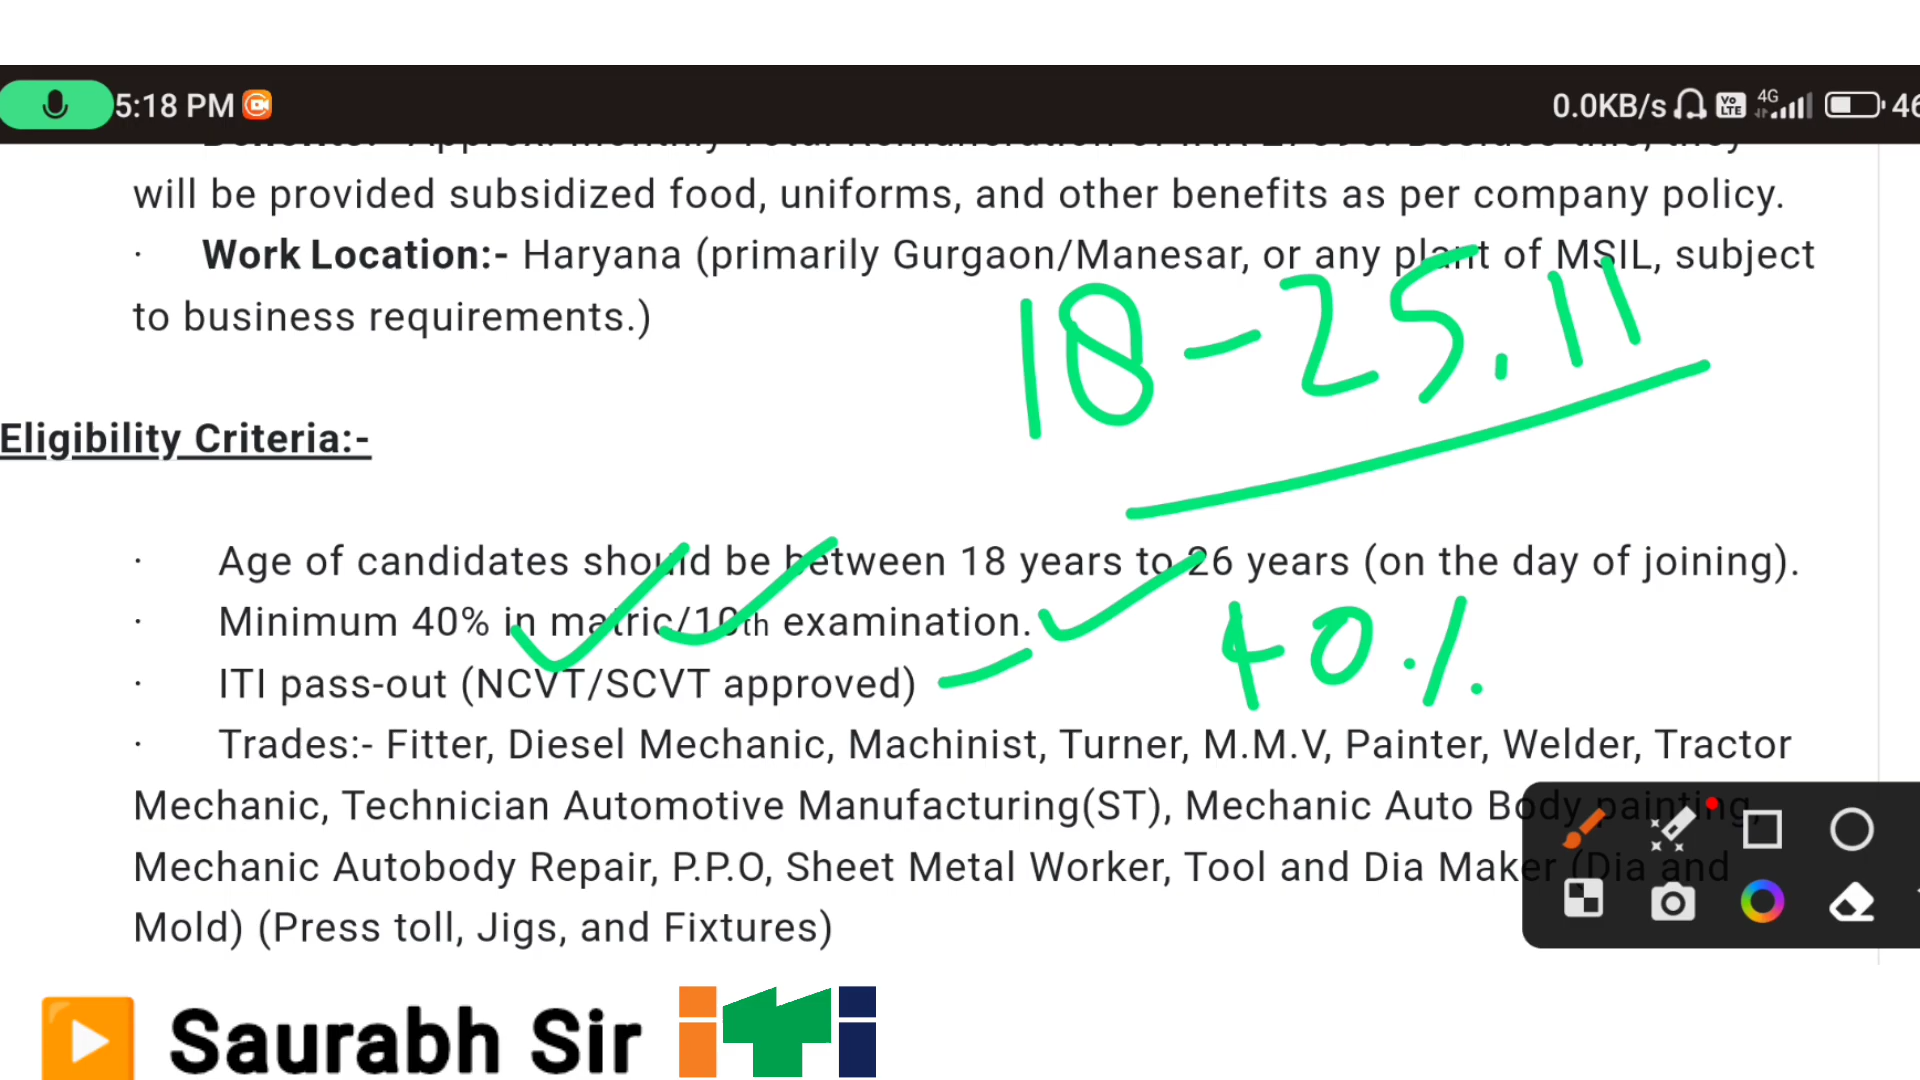 5:18 PM 0.0KB/s Vo LTE 4G 46
will be provided subsidized food, uniforms, and other benefits as per company policy.
· Work Location:- Haryana (primarily Gurgaon/Manesar, or any plant of MSIL, subject
to business requirements.)
18-25.11
Eligibility Criteria:-
· Age of candidates should be between 18 years to 26 years (on the day of joining).
· Minimum 40% in matric/10th examination.
40%
· ITI pass-out (NCVT/SCVT approved)
· Trades:- Fitter, Diesel Mechanic, Machinist, Turner, M.M.V, Painter, Welder, Tractor
Mechanic, Technician Automotive Manufacturing(ST), Mechanic Auto Body painting,
Mechanic Autobody Repair, P.P.O, Sheet Metal Worker, Tool and Dia Maker (Dia and
Mold) (Press toll, Jigs, and Fixtures)
Saurabh Sir iTi